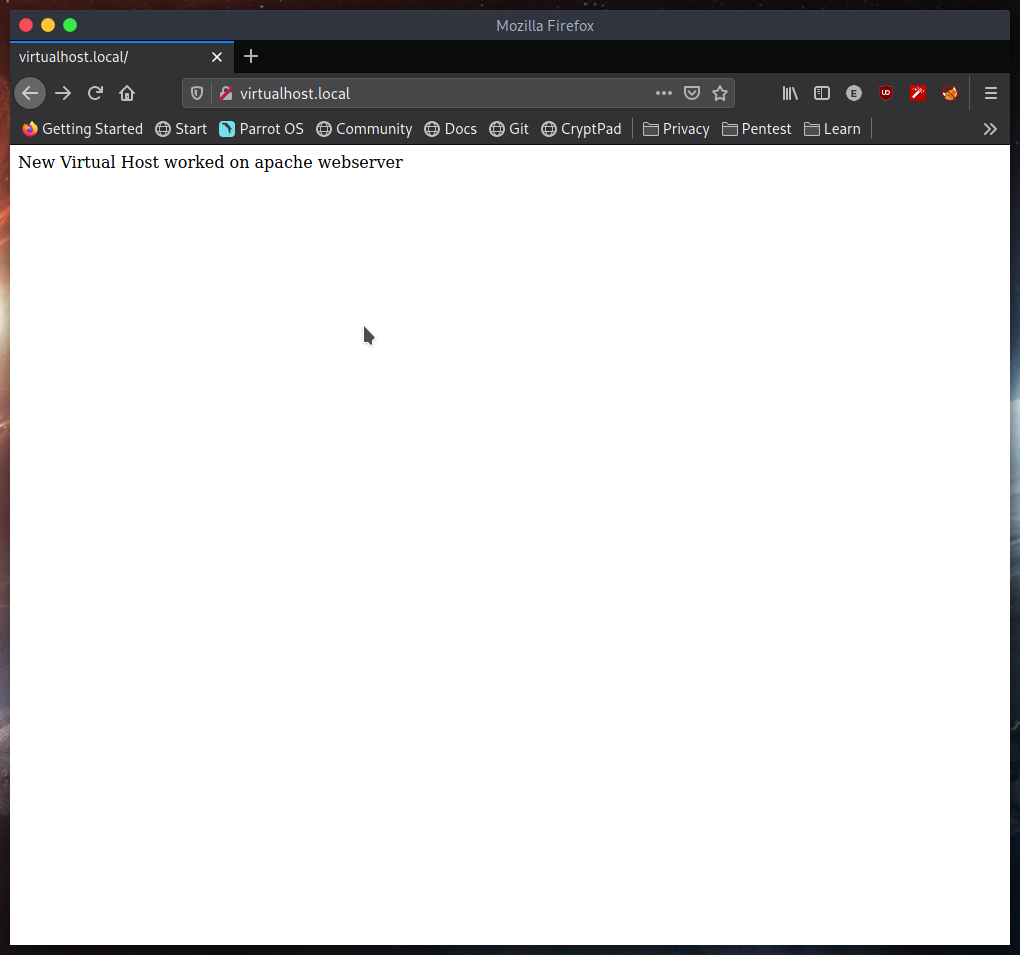 Mozilla Firefox
virtualhost.local/
virtualhost.local
Getting Started Start Parrot OS Community Docs Git CryptPad Privacy Pentest Learn
New Virtual Host worked on apache webserver